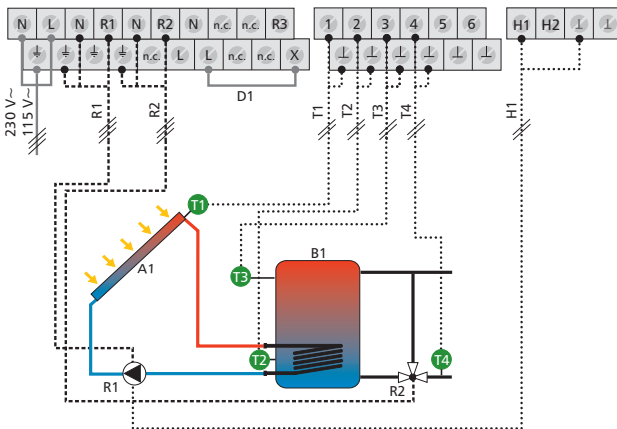 N L N R1 N R2 N n.c. n.c. R3
n.c. L L n.c. n.c. X
1 2 3 4 5 6
⊥ ⊥ ⊥ ⊥ ⊥ ⊥
H1 H2 ⊥ ⊥
230 V~
115 V~
R1
R2
D1
T1
T2
T3
T4
H1
T1
A1
B1
T3
T2
T4
R1
R2